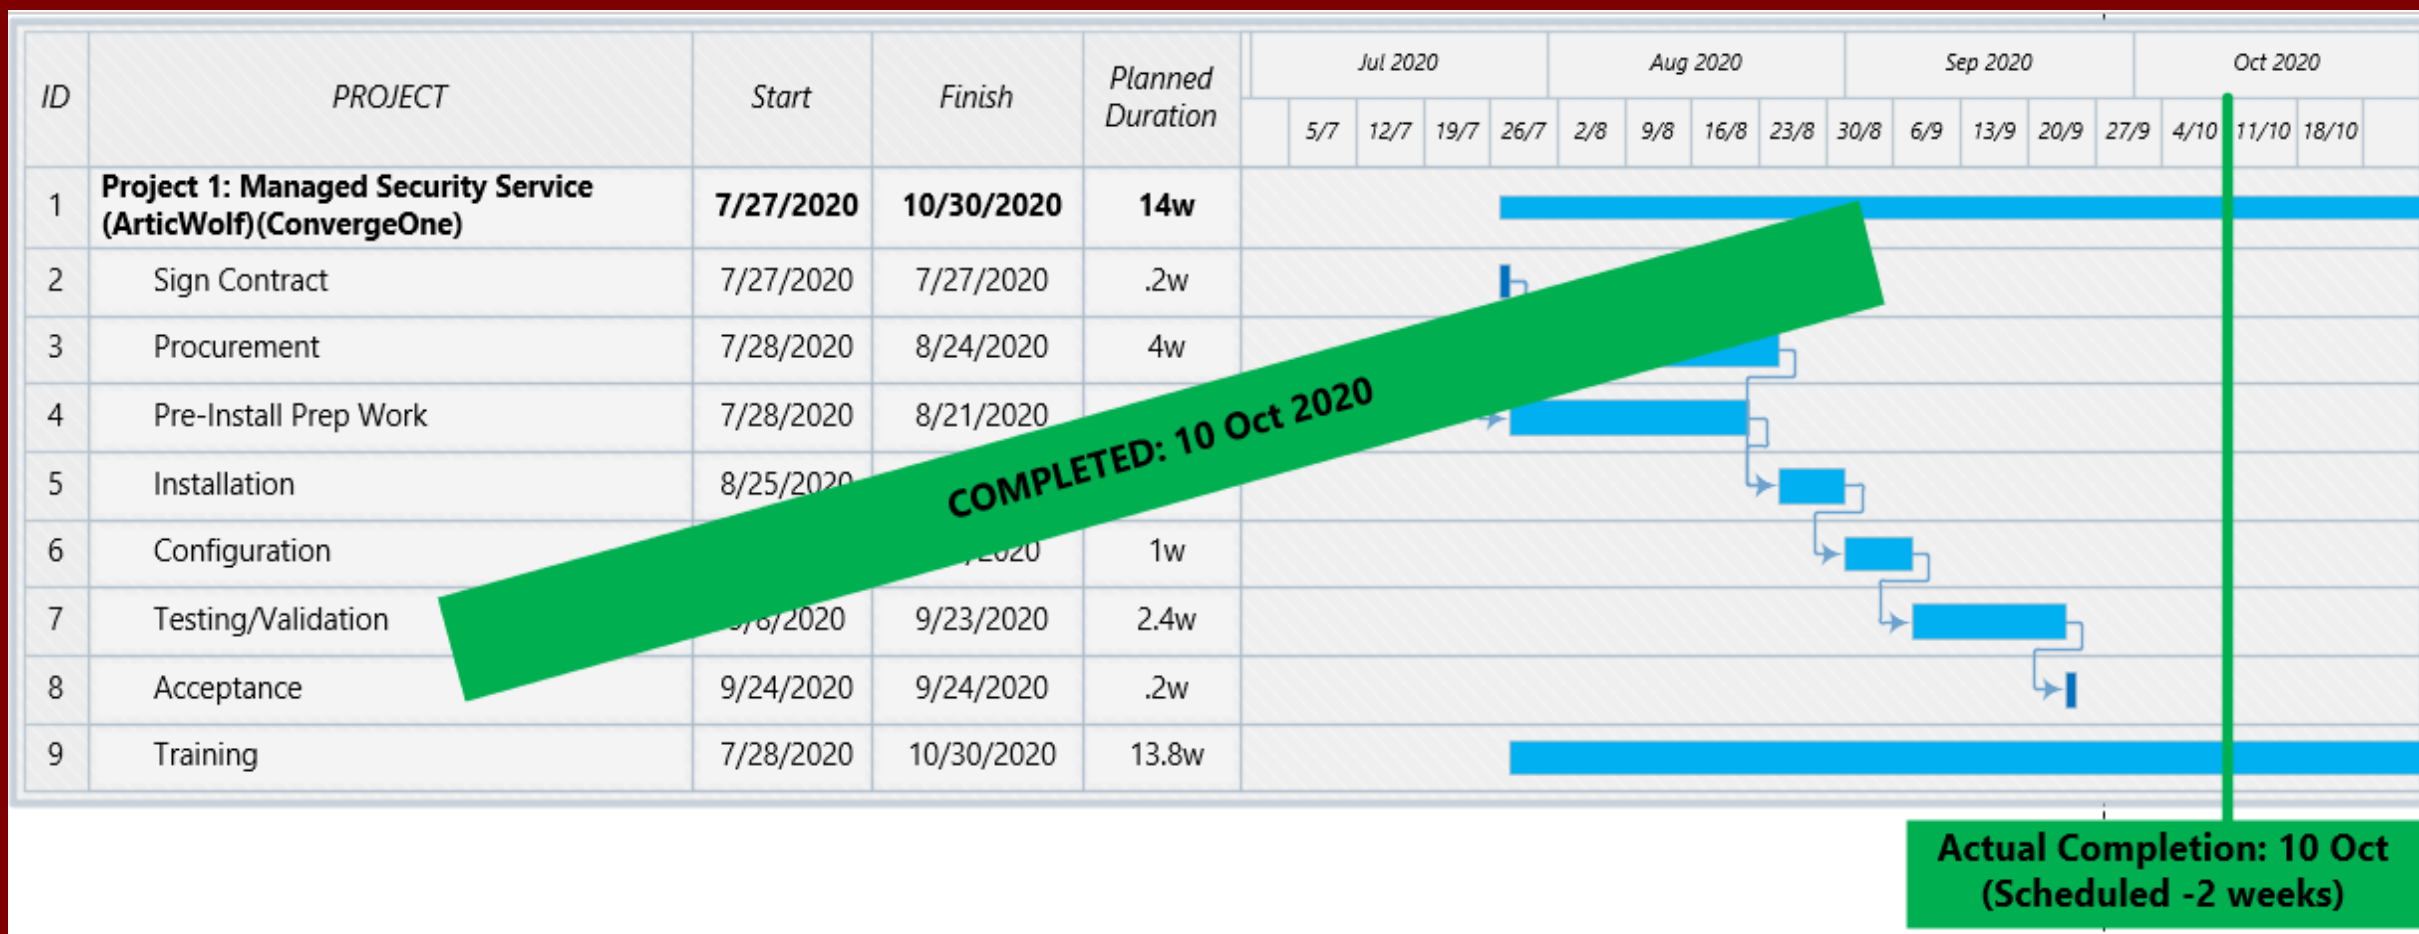 ID PROJECT Start Finish Planned Duration Jul 2020 Aug 2020 Sep 2020 Oct 2020
5/7 12/7 19/7 26/7 2/8 9/8 16/8 23/8 30/8 6/9 13/9 20/9 27/9 4/10 11/10 18/10
1 Project 1: Managed Security Service (ArticWolf)(ConvergeOne) 7/27/2020 10/30/2020 14w
2 Sign Contract 7/27/2020 7/27/2020 .2w
3 Procurement 7/28/2020 8/24/2020 4w
4 Pre-Install Prep Work 7/28/2020 8/21/2020
5 Installation 8/25/2020
6 Configuration 1w
7 Testing/Validation 9/23/2020 2.4w
8 Acceptance 9/24/2020 9/24/2020 .2w
9 Training 7/28/2020 10/30/2020 13.8w
COMPLETED: 10 Oct 2020
Actual Completion: 10 Oct
(Scheduled -2 weeks)